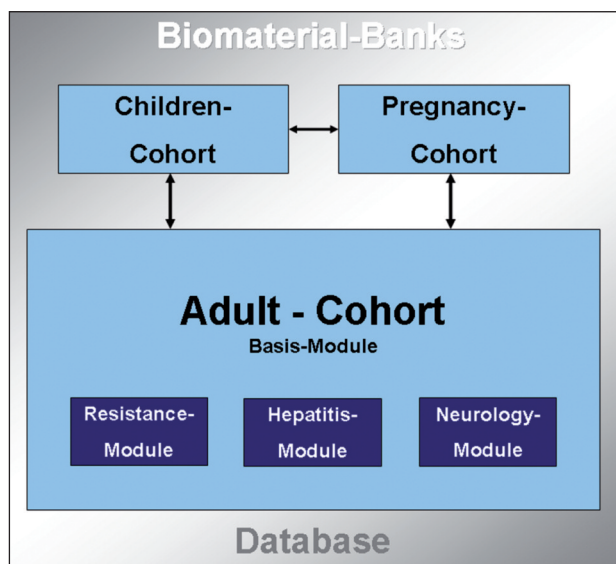 Biomaterial-Banks
Children-
Cohort
Pregnancy-
Cohort
Adult - Cohort
Basis-Module
Resistance-
Module
Hepatitis-
Module
Neurology-
Module
Database